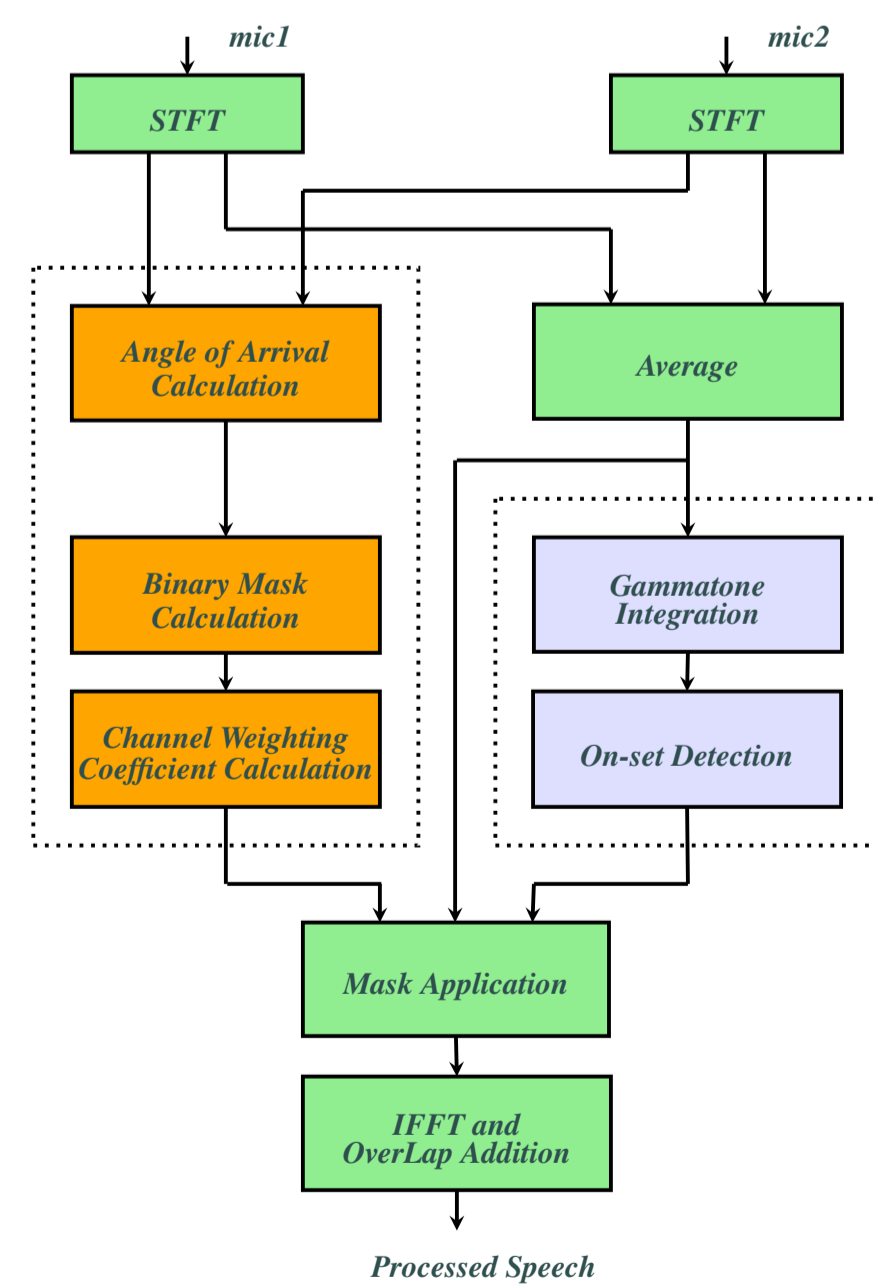 mic1
mic2
STFT
STFT
Angle of Arrival
Calculation
Average
Binary Mask
Calculation
Gammatone
Integration
Channel Weighting
Coefficient Calculation
On-set Detection
Mask Application
IFFT and
OverLap Addition
Processed Speech